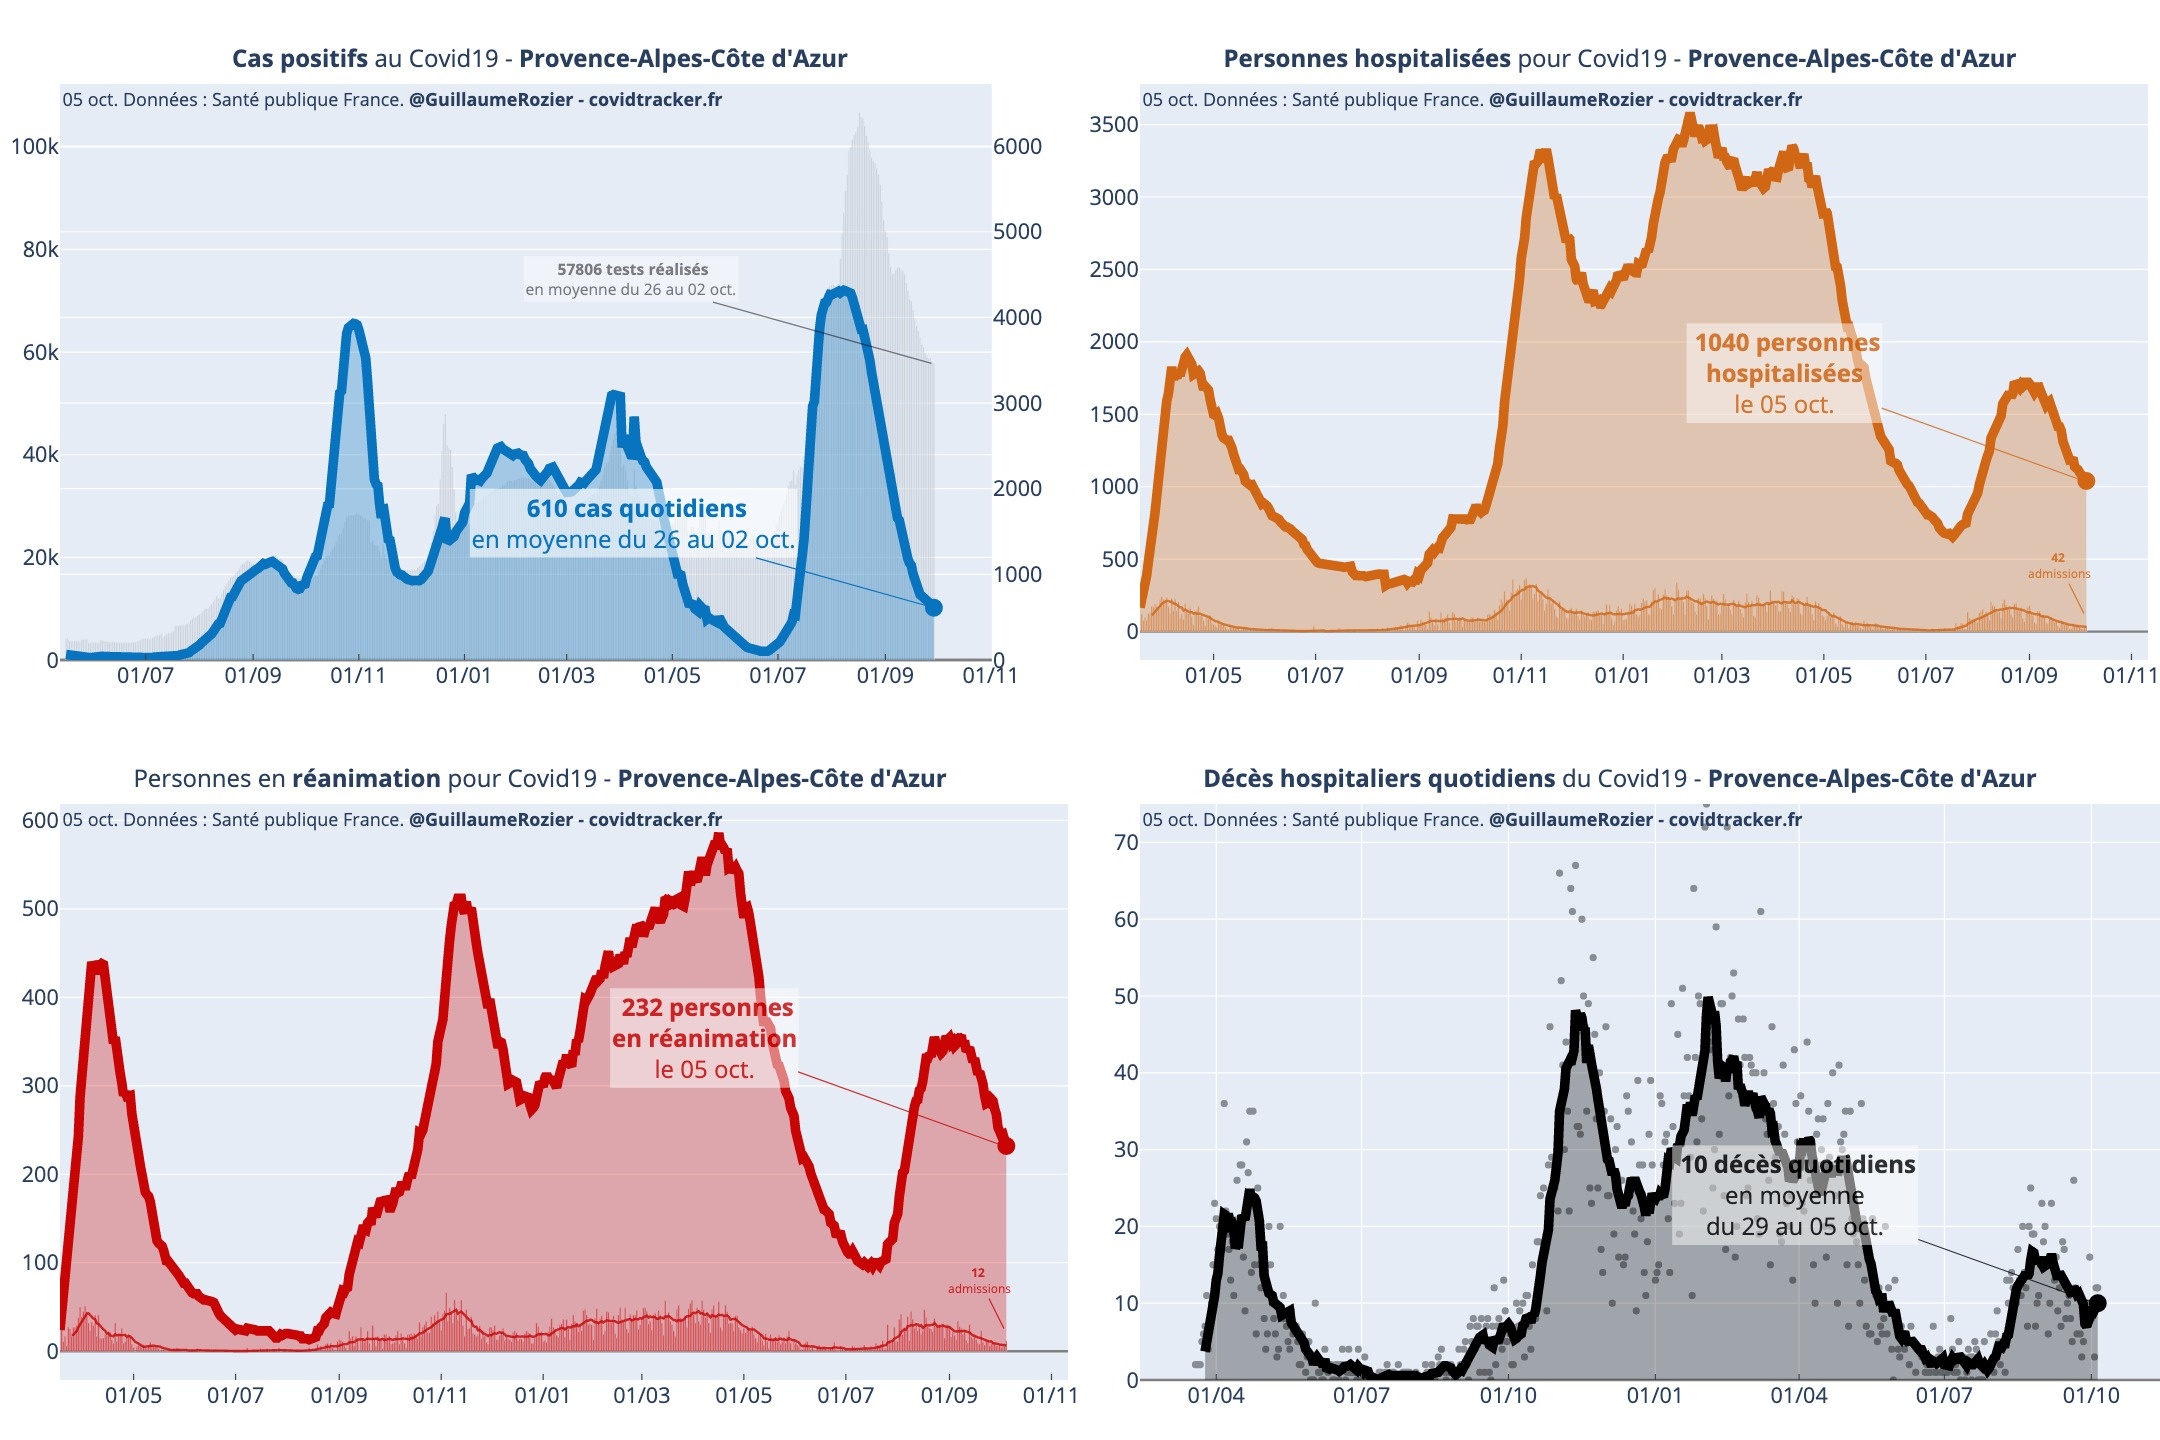 Cas positifs au Covid19 - Provence-Alpes-Côte d'Azur
05 oct. Données : Santé publique France. @GuillaumeRozier - covidtracker.fr
100k
80k
60k
40k
20k
0
6000
5000
4000
3000
2000
1000
0
57806 tests réalisés
en moyenne du 26 au 02 oct.
610 cas quotidiens
en moyenne du 26 au 02 oct.
01/07 01/09 01/11 01/01 01/03 01/05 01/07 01/09 01/11
Personnes hospitalisées pour Covid19 - Provence-Alpes-Côte d'Azur
05 oct. Données : Santé publique France. @GuillaumeRozier - covidtracker.fr
3500
3000
2500
2000
1500
1000
500
0
1040 personnes
hospitalisées
le 05 oct.
42
admissions
01/05 01/07 01/09 01/11 01/01 01/03 01/05 01/07 01/09 01/11
Personnes en réanimation pour Covid19 - Provence-Alpes-Côte d'Azur
05 oct. Données : Santé publique France. @GuillaumeRozier - covidtracker.fr
600
500
400
300
200
100
0
232 personnes
en réanimation
le 05 oct.
12
admissions
01/05 01/07 01/09 01/11 01/01 01/03 01/05 01/07 01/09 01/11
Décès hospitaliers quotidiens du Covid19 - Provence-Alpes-Côte d'Azur
05 oct. Données : Santé publique France. @GuillaumeRozier - covidtracker.fr
70
60
50
40
30
20
10
0
10 décès quotidiens
en moyenne
du 29 au 05 oct.
01/04 01/07 01/10 01/01 01/04 01/07 01/10